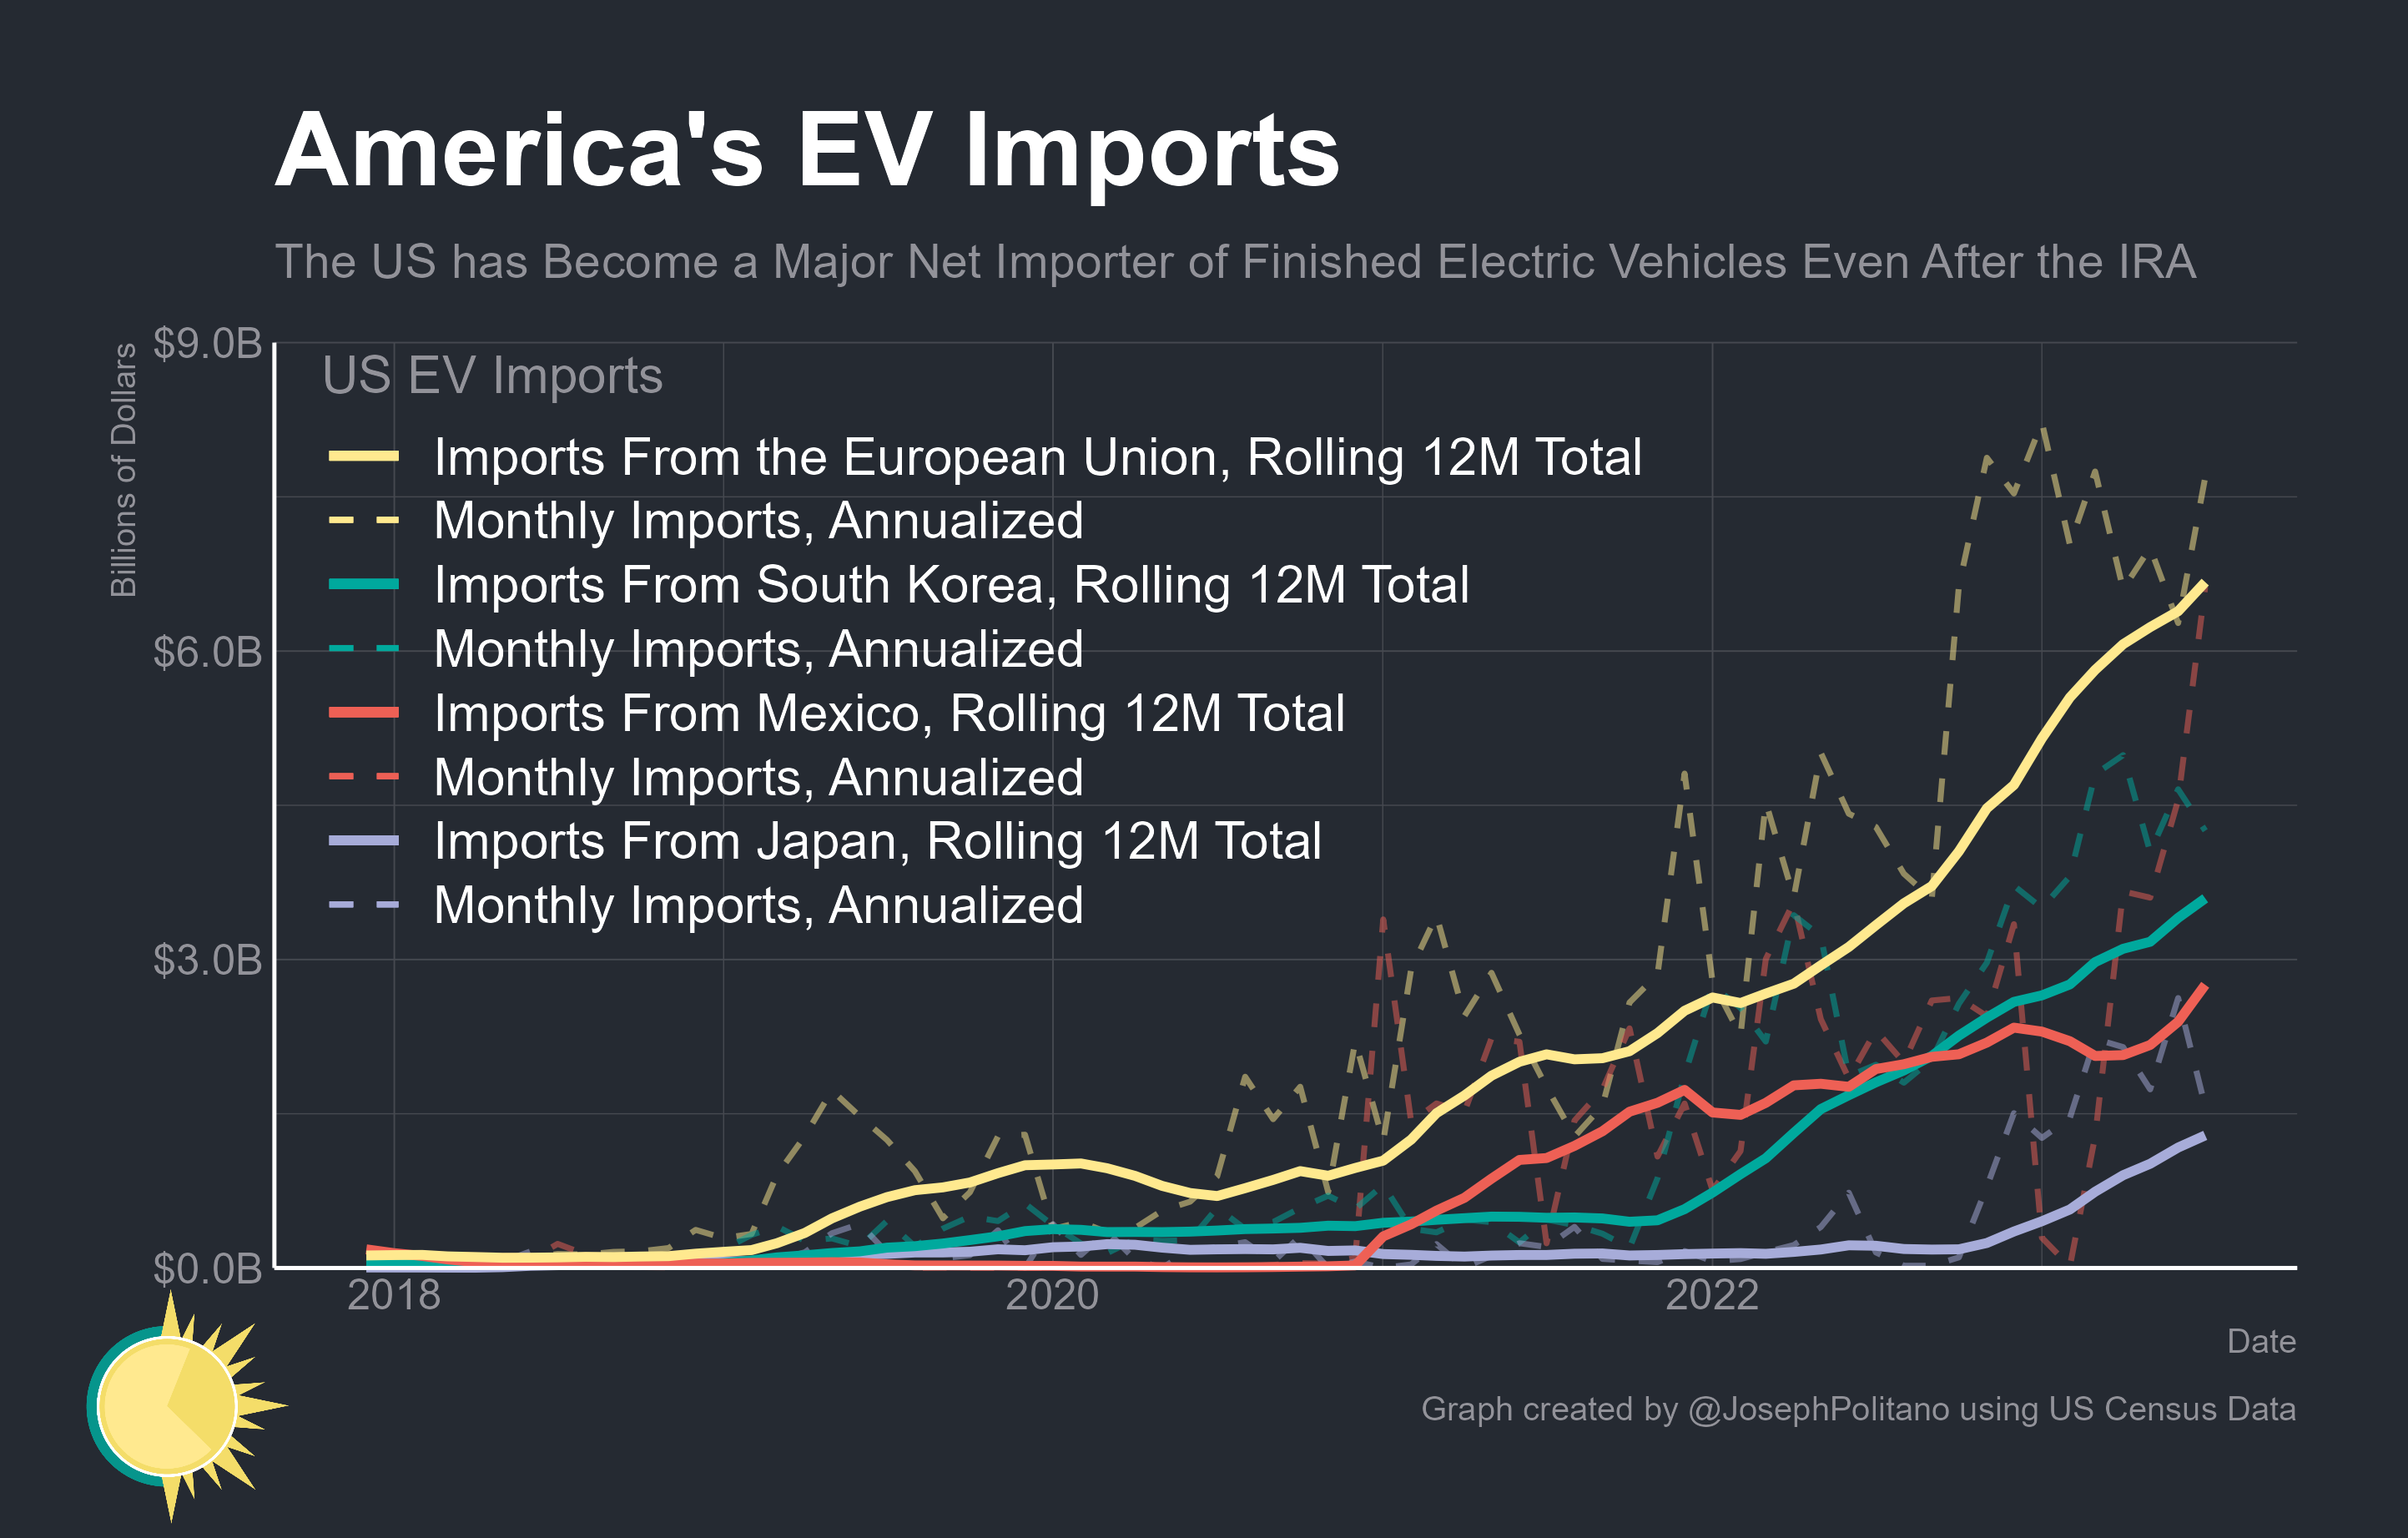 America's EV Imports
The US has Become a Major Net Importer of Finished Electric Vehicles Even After the IRA
Billions of Dollars
$9.0B
$6.0B
$3.0B
$0.0B
US EV Imports
Imports From the European Union, Rolling 12M Total
Monthly Imports, Annualized
Imports From South Korea, Rolling 12M Total
Monthly Imports, Annualized
Imports From Mexico, Rolling 12M Total
Monthly Imports, Annualized
Imports From Japan, Rolling 12M Total
Monthly Imports, Annualized
2018
2020
2022
Date
Graph created by @JosephPolitano using US Census Data